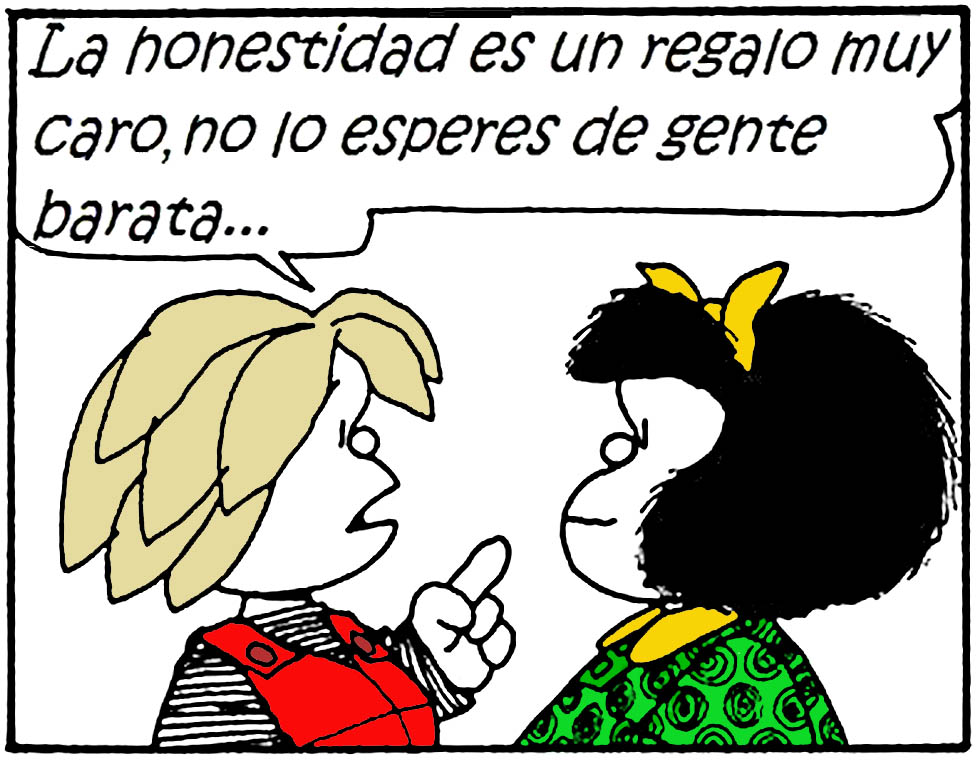 La honestidad es un regalo muy
caro, no lo esperes de gente
barata...